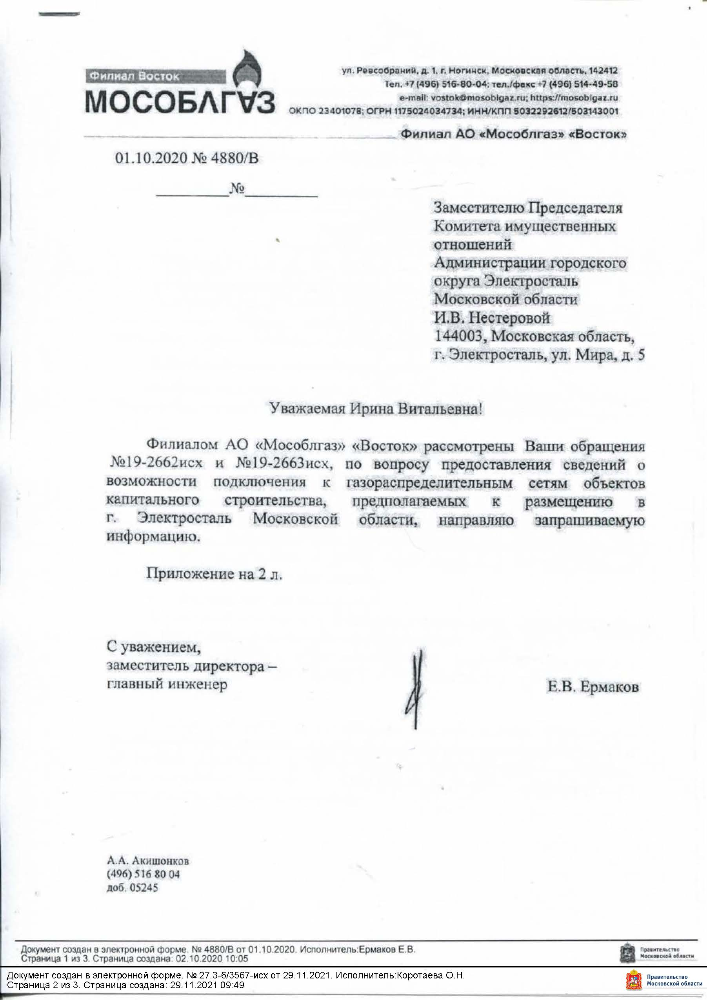 Филиал Восток
МОСОБЛГАЗ
ул. Ревсобраний, д. 1, г. Ногинск, Московская область, 142412
Тел. +7 (496) 516-80-04; тел./факс +7 (496) 514-49-58
e-mail: vostok@mosoblgaz.ru; https://mosoblgaz.ru
ОКПО 23401078; ОГРН 1175024034734; ИНН/КПП 5032292612/503143001
Филиал АО «Мособлгаз» «Восток»
01.10.2020 № 4880/В
_________№_________
Заместителю Председателя
Комитета имущественных
отношений
Администрации городского
округа Электросталь
Московской области
И.В. Нестеровой
144003, Московская область,
г. Электросталь, ул. Мира, д. 5
Уважаемая Ирина Витальевна!
Филиалом АО «Мособлгаз» «Восток» рассмотрены Ваши обращения
№19-2662исх и №19-2663исх, по вопросу предоставления сведений о
возможности подключения к газораспределительным сетям объектов
капитального строительства, предполагаемых к размещению в
г. Электросталь Московской области, направляю запрашиваемую
информацию.
Приложение на 2 л.
С уважением,
заместитель директора –
главный инженер
Е.В. Ермаков
А.А. Акишонков
(496) 516 80 04
доб. 05245
Документ создан в электронной форме. № 4880/В от 01.10.2020. Исполнитель:Ермаков Е.В.
Страница 1 из 3. Страница создана: 02.10.2020 10:05
Правительство
Московской области
Документ создан в электронной форме. № 27.3-6/3567-исх от 29.11.2021. Исполнитель:Коротаева О.Н.
Страница 2 из 3. Страница создана: 29.11.2021 09:49
Правительство
Московской области